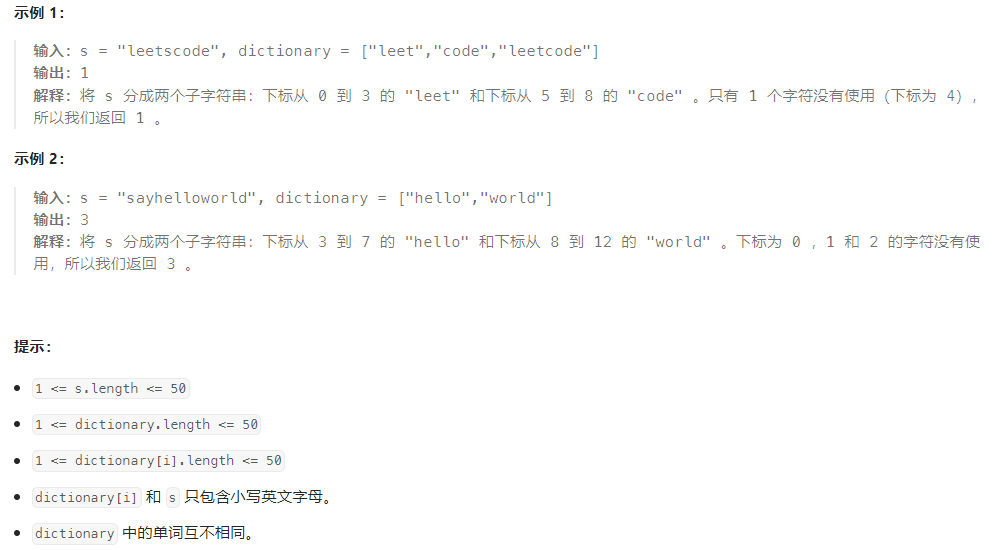 示例 1：
输入：s = "leetscode", dictionary = ["leet","code","leetcode"]
输出：1
解释：将 s 分成两个子字符串：下标从 0 到 3 的 "leet" 和下标从 5 到 8 的 "code" 。只有 1 个字符没有使用（下标为 4），
所以我们返回 1 。
示例 2：
输入：s = "sayhelloworld", dictionary = ["hello","world"]
输出：3
解释：将 s 分成两个子字符串：下标从 3 到 7 的 "hello" 和下标从 8 到 12 的 "world" 。下标为 0 ，1 和 2 的字符没有使
用，所以我们返回 3 。
提示：
• 1 <= s.length <= 50
• 1 <= dictionary.length <= 50
• 1 <= dictionary[i].length <= 50
• dictionary[i] 和 s 只包含小写英文字母。
• dictionary 中的单词互不相同。